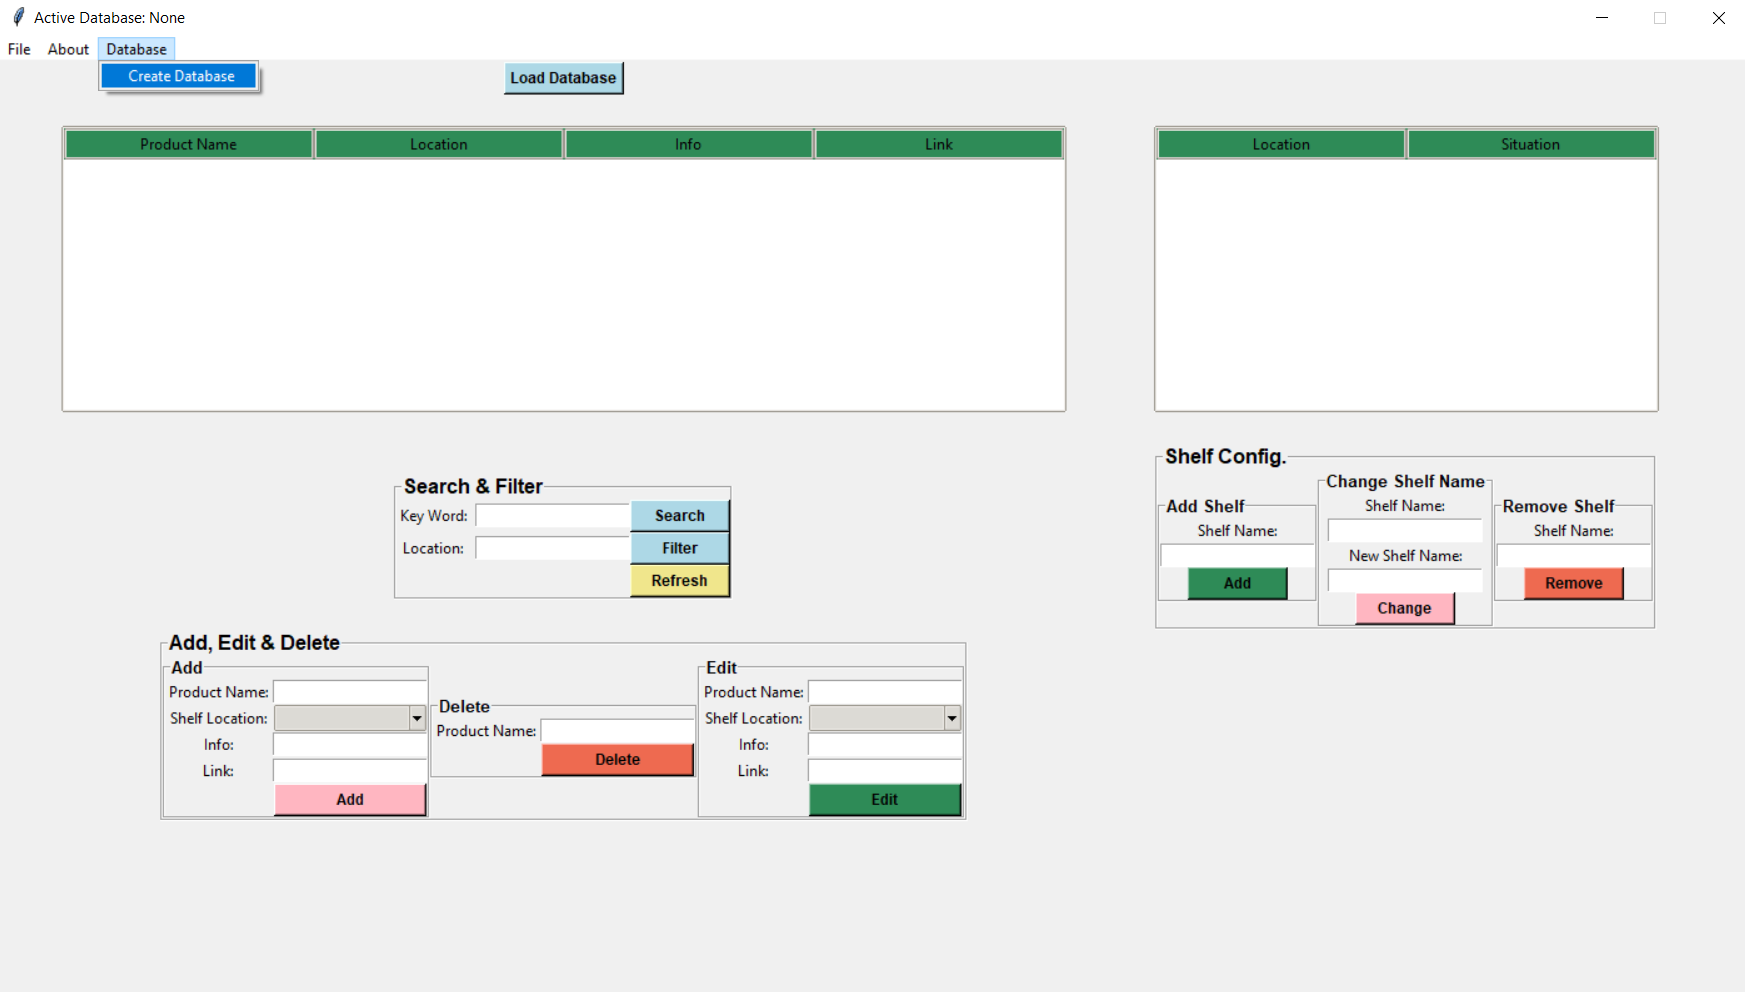 Active Database: None
File About Database
Create Database
Load Database
Product Name Location Info Link
Location Situation
Search & Filter
Key Word: Search
Location: Filter
Refresh
Add, Edit & Delete
Add
Product Name:
Shelf Location:
Info:
Link:
Add
Delete
Product Name:
Delete
Edit
Product Name:
Shelf Location:
Info:
Link:
Edit
Shelf Config.
Add Shelf
Shelf Name:
Add
Change Shelf Name
Shelf Name:
New Shelf Name:
Change
Remove Shelf
Shelf Name:
Remove